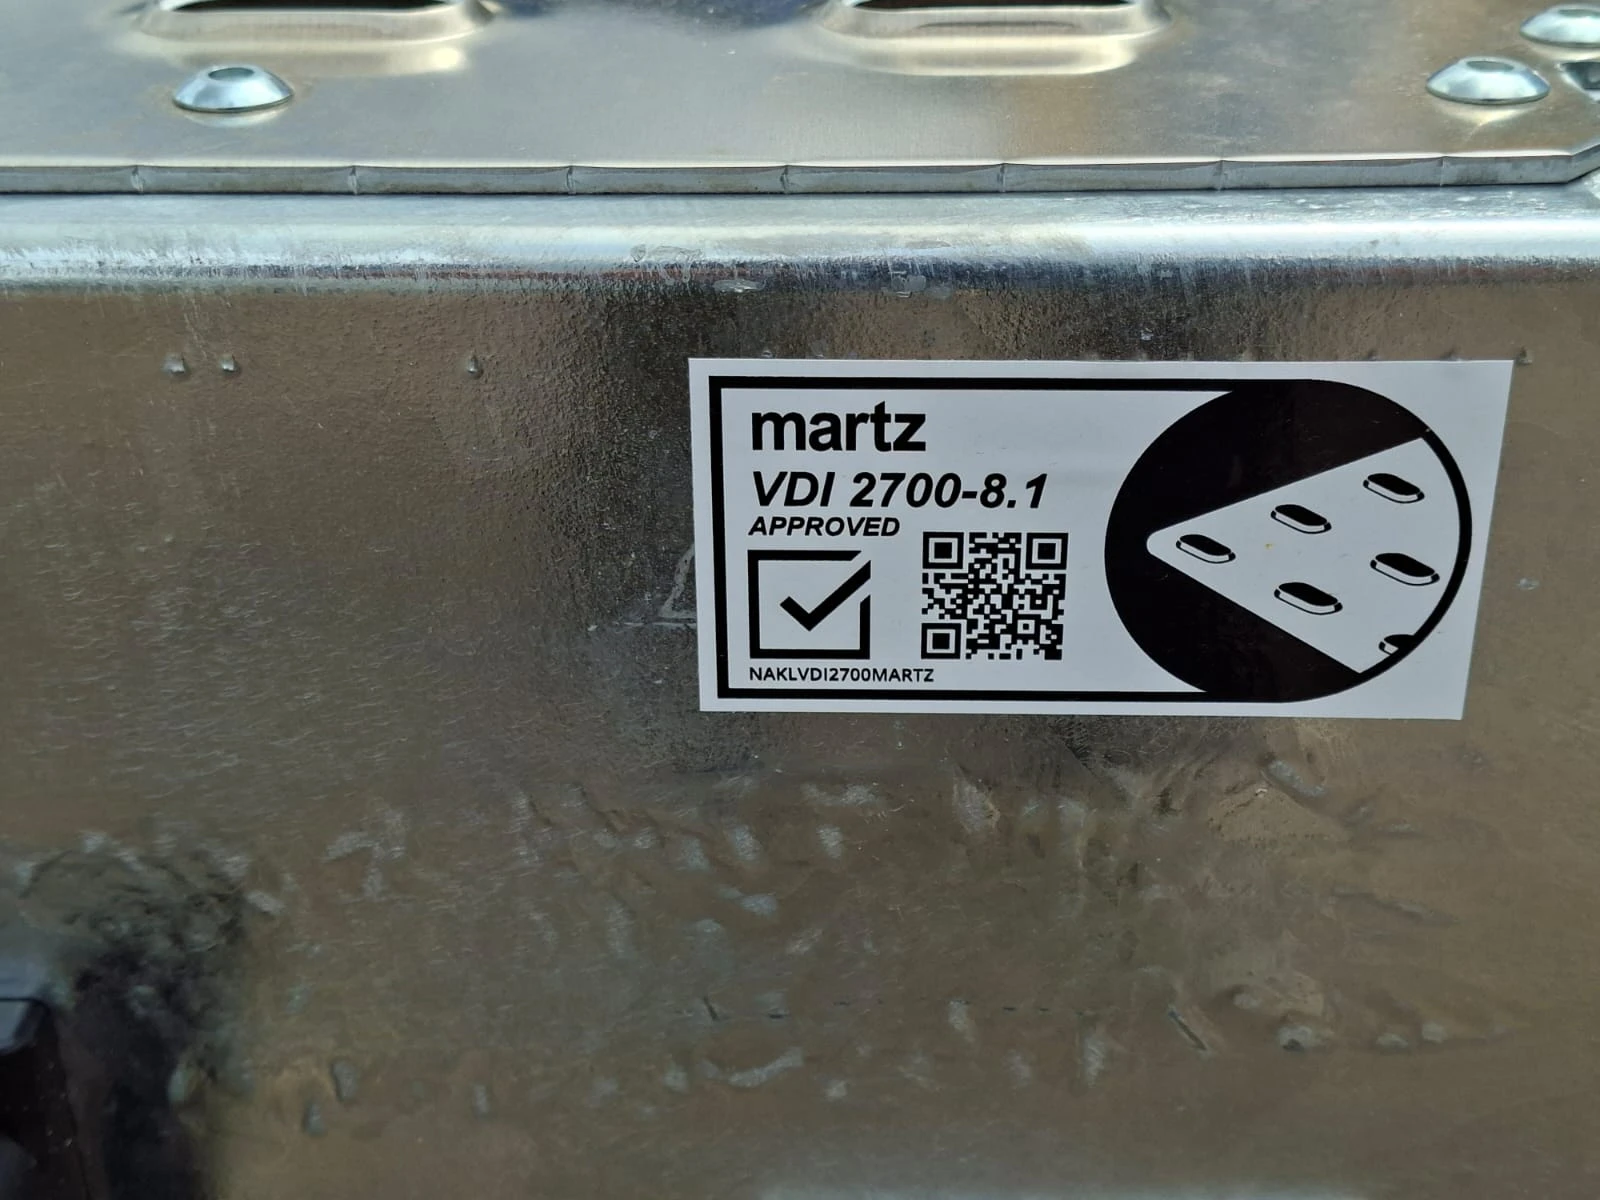 martz
VDI 2700-8.1
APPROVED
NAKLVDI2700MARTZ